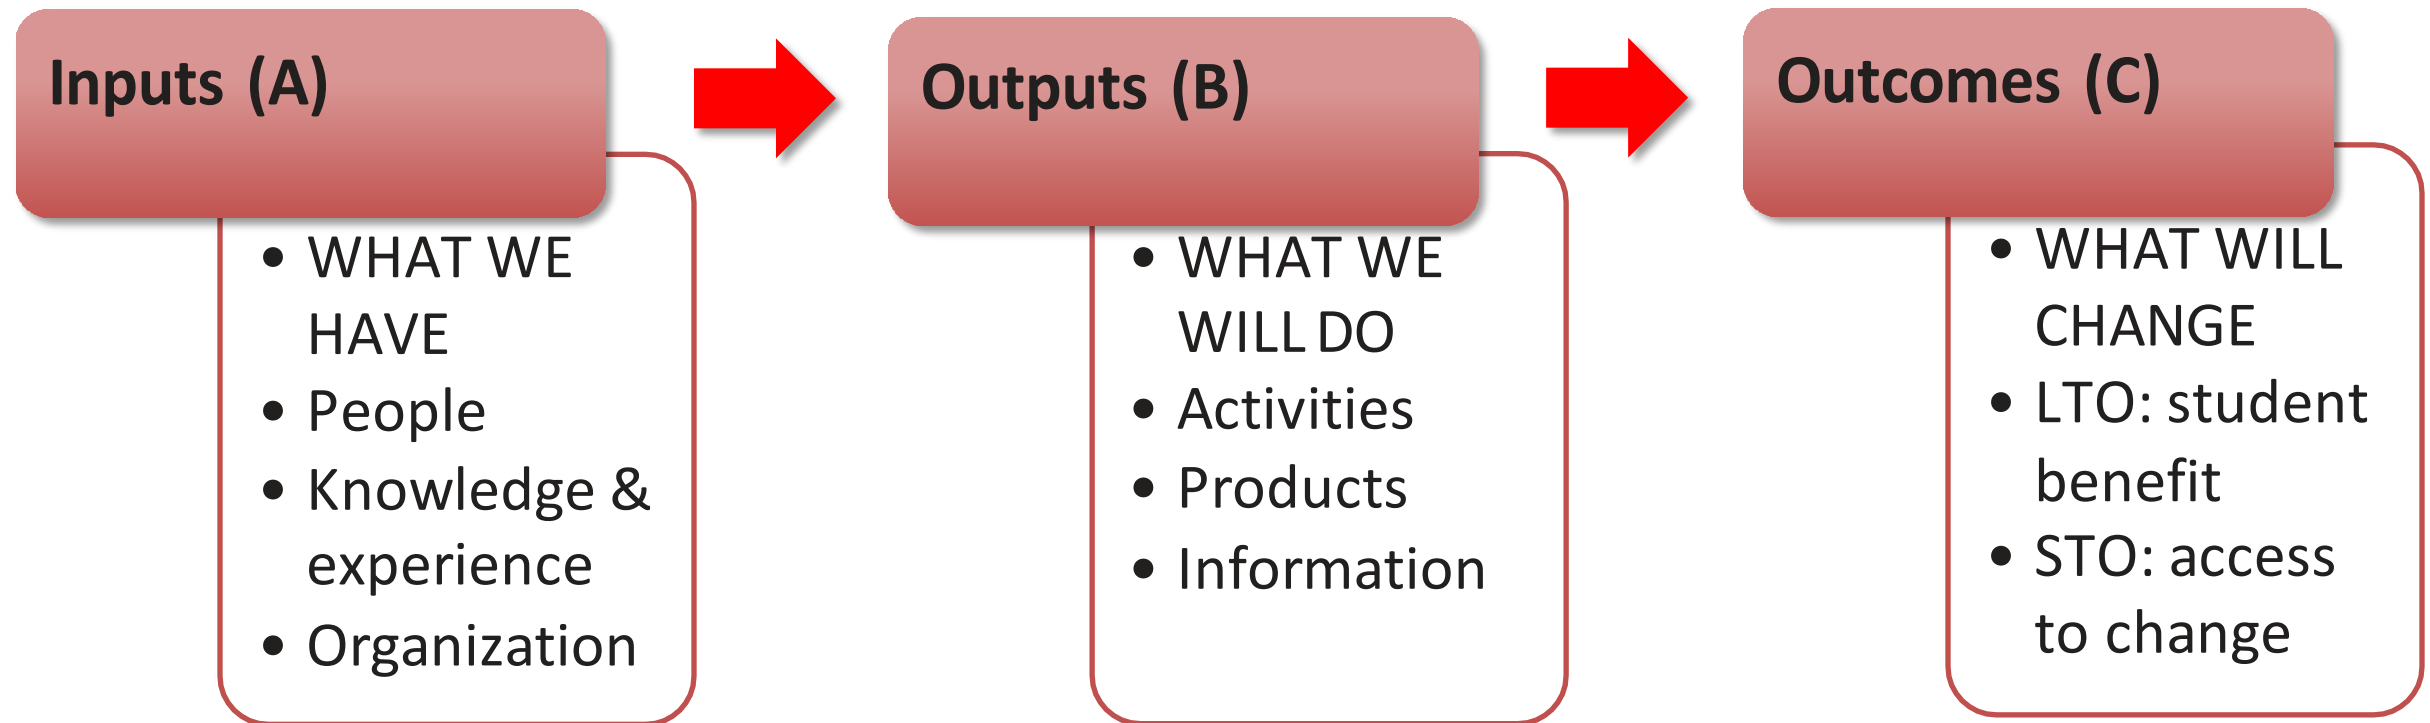 Inputs (A)
• WHAT WE
HAVE
• People
• Knowledge &
experience
• Organization
Outputs (B)
• WHAT WE
WILL DO
• Activities
• Products
• Information
Outcomes (C)
• WHAT WILL
CHANGE
• LTO: student
benefit
• STO: access
to change